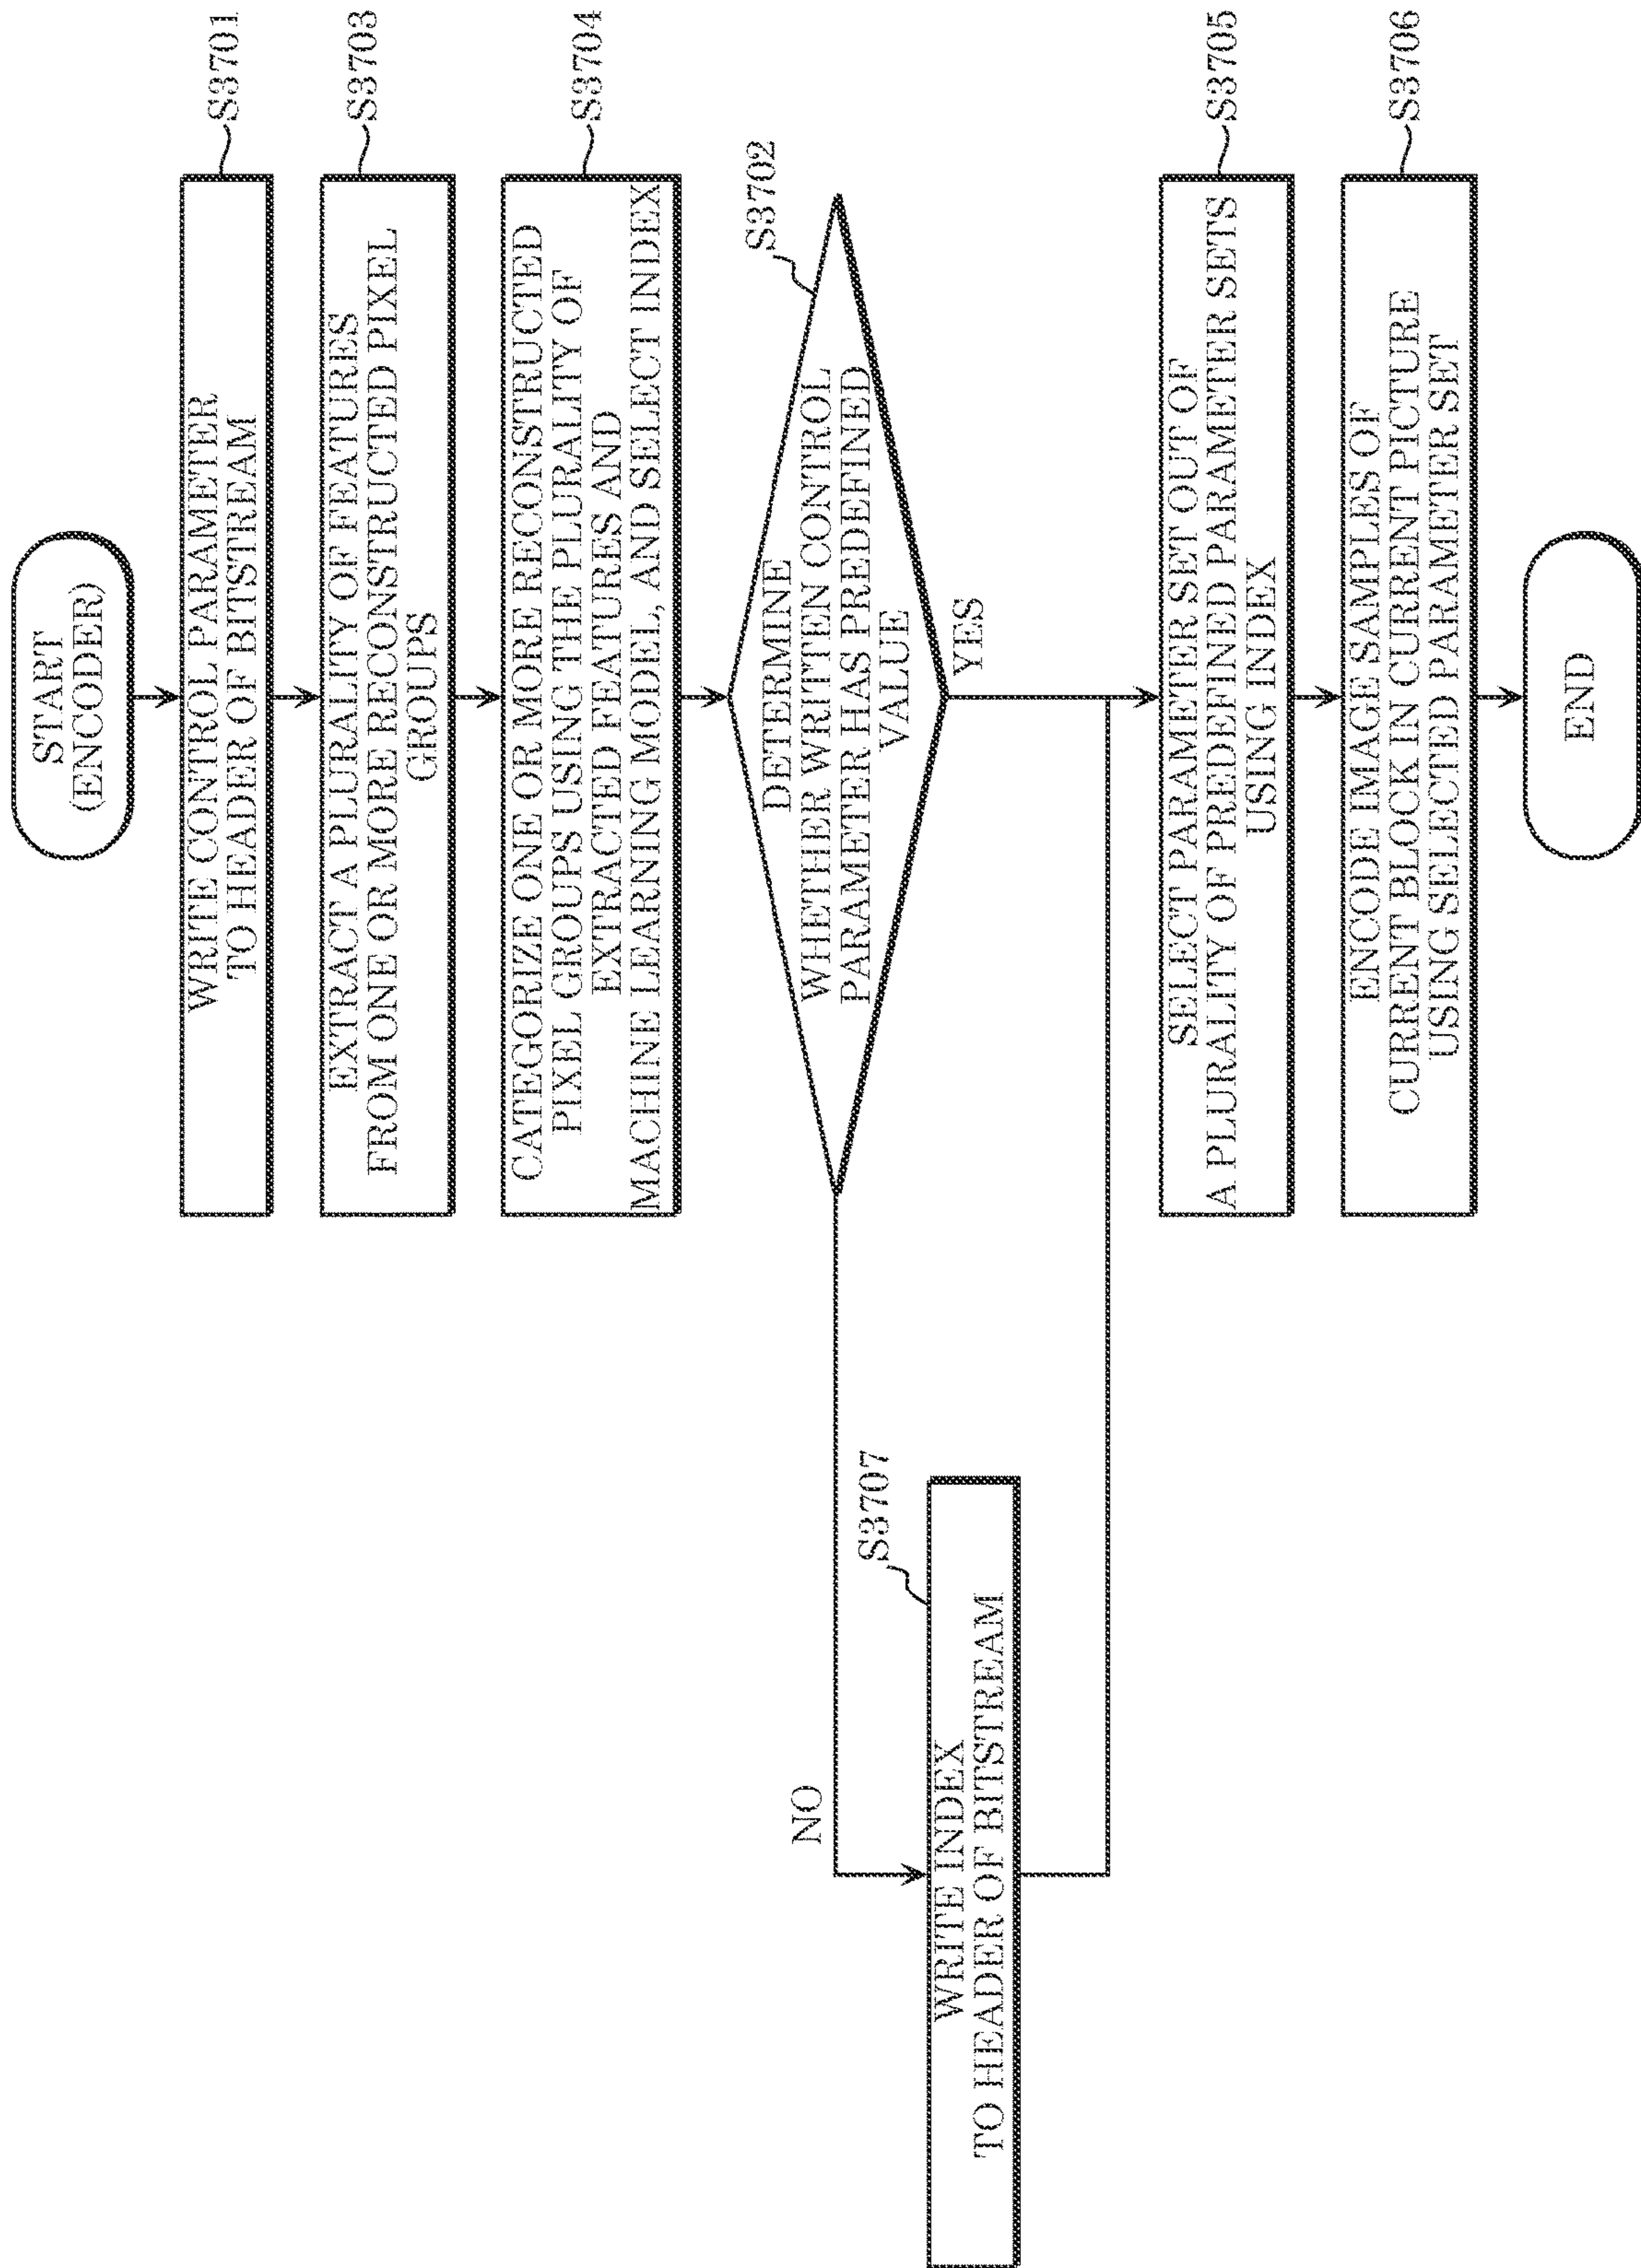 START
(ENCODER)
WRITE CONTROL PARAMETER
TO HEADER OF BITSTREAM
S3701
EXTRACT A PLURALITY OF FEATURES
FROM ONE OR MORE RECONSTRUCTED PIXEL
GROUPS
S3703
CATEGORIZE ONE OR MORE RECONSTRUCTED
PIXEL GROUPS USING THE PLURALITY OF
EXTRACTED FEATURES AND
MACHINE LEARNING MODEL, AND SELECT INDEX
S3704
S3702
DETERMINE
WHETHER WRITTEN CONTROL
PARAMETER HAS PREDEFINED
VALUE
NO
YES
S3707
WRITE INDEX
TO HEADER OF BITSTREAM
SELECT PARAMETER SET OUT OF
A PLURALITY OF PREDEFINED PARAMETER SETS
USING INDEX
S3705
ENCODE IMAGE SAMPLES OF
CURRENT BLOCK IN CURRENT PICTURE
USING SELECTED PARAMETER SET
S3706
END